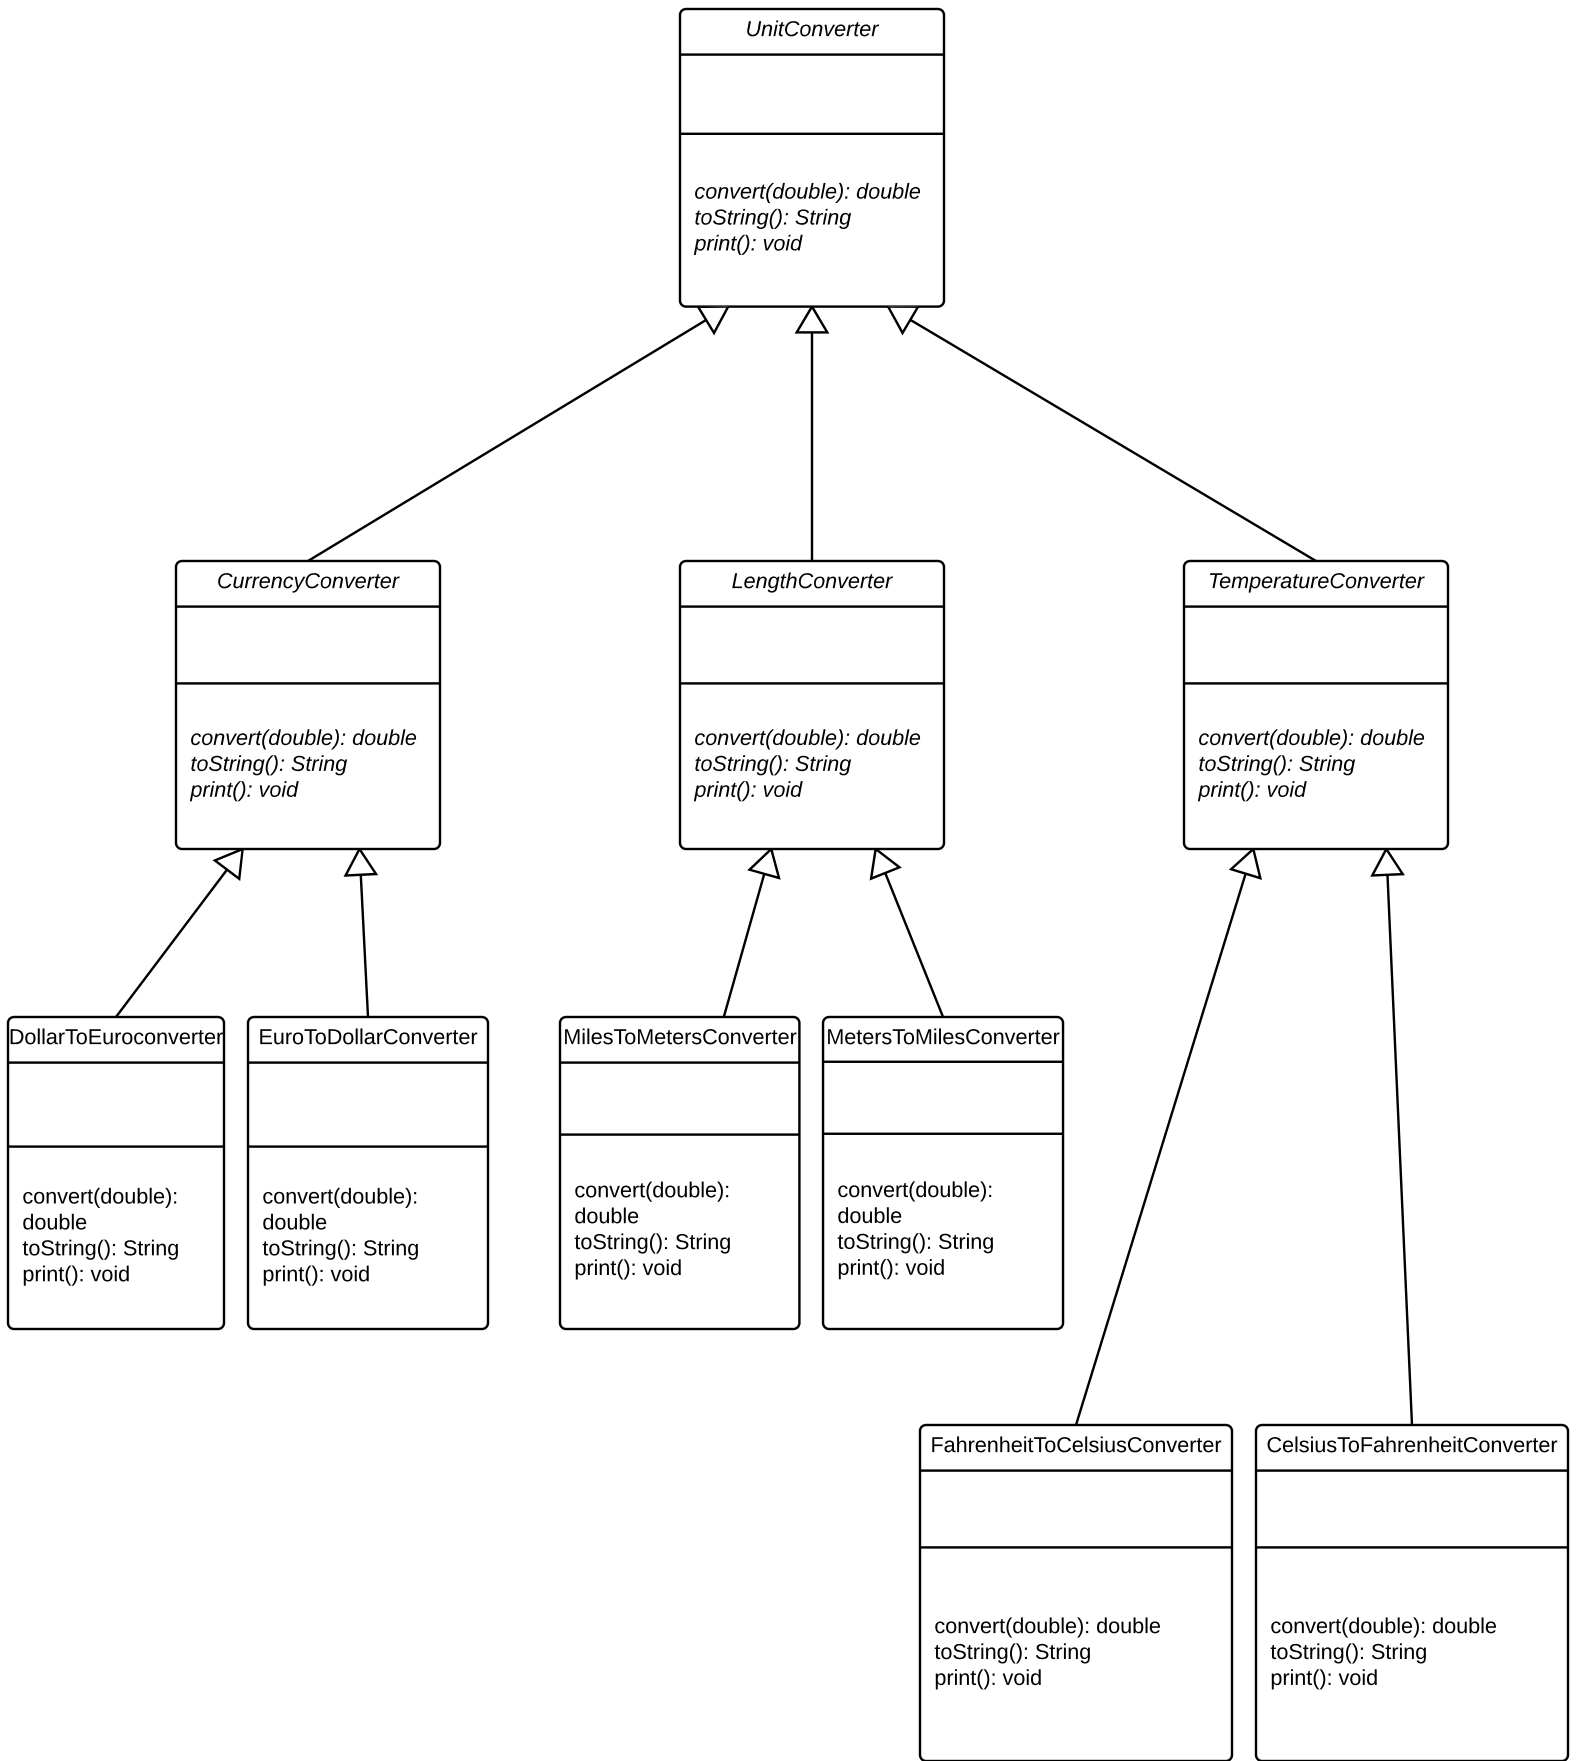 UnitConverter
convert(double): double
toString(): String
print(): void
CurrencyConverter
convert(double): double
toString(): String
print(): void
LengthConverter
convert(double): double
toString(): String
print(): void
TemperatureConverter
convert(double): double
toString(): String
print(): void
DollarToEuroconverter
convert(double):
double
toString(): String
print(): void
EuroToDollarConverter
convert(double):
double
toString(): String
print(): void
MilesToMetersConverter
convert(double):
double
toString(): String
print(): void
MetersToMilesConverter
convert(double):
double
toString(): String
print(): void
FahrenheitToCelsiusConverter
convert(double): double
toString(): String
print(): void
CelsiusToFahrenheitConverter
convert(double): double
toString(): String
print(): void